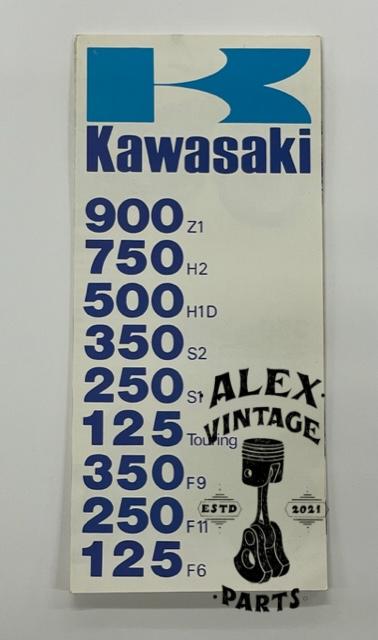 Kawasaki
900 Z1
750 H2
500 H1D
350 S2
250 S1
125 Touring
350 F9
250 F11
125 F6
ALEX
VINTAGE
ESTD 2021
PARTS